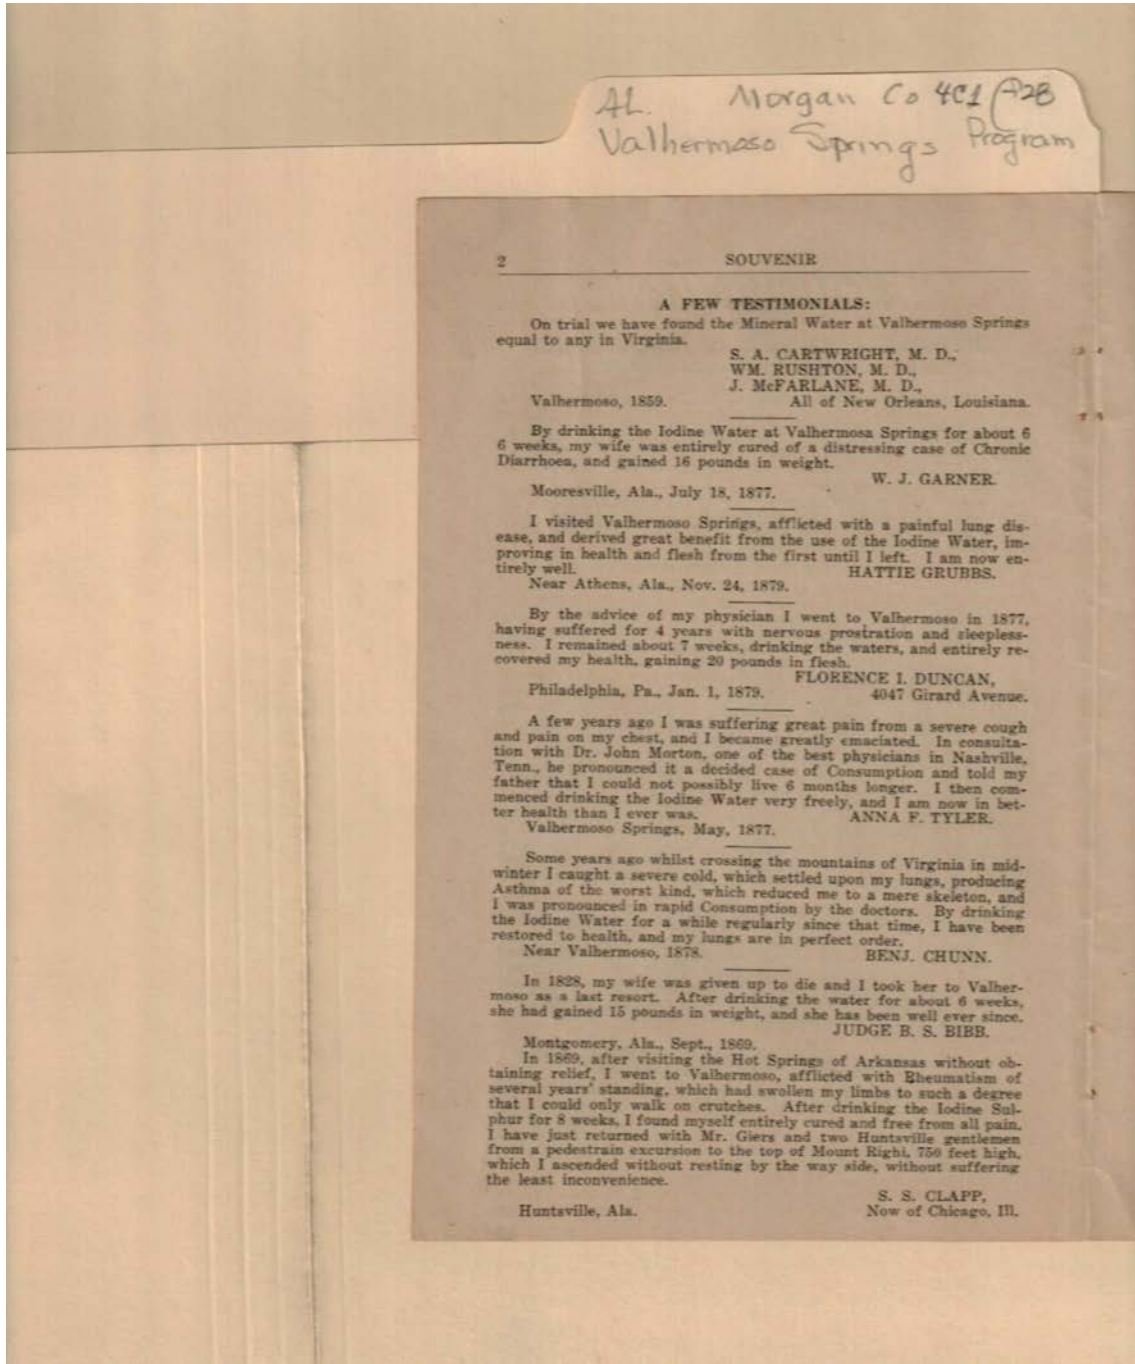 AL. Morgan Co 4C1 P28
Valhermoso Springs Program
2 SOUVENIR
A FEW TESTIMONIALS:
On trial we have found the Mineral Water at Valhermoso Springs
equal to any in Virginia.
S. A. CARTWRIGHT, M. D.,
WM. RUSHTON, M. D.,
J. McFARLANE, M. D.,
Valhermoso, 1859. All of New Orleans, Louisiana.
By drinking the Iodine Water at Valhermosa Springs for about 6
6 weeks, my wife was entirely cured of a distressing case of Chronic
Diarrhoea, and gained 16 pounds in weight.
W. J. GARNER.
Mooresville, Ala., July 18, 1877.
I visited Valhermoso Springs, afflicted with a painful lung dis-
ease, and derived great benefit from the use of the Iodine Water, im-
proving in health and flesh from the first until I left. I am now en-
tirely well. HATTIE GRUBBS.
Near Athens, Ala., Nov. 24, 1879.
By the advice of my physician I went to Valhermoso in 1877,
having suffered for 4 years with nervous prostration and sleepless-
ness. I remained about 7 weeks, drinking the waters, and entirely re-
covered my health, gaining 20 pounds in flesh.
FLORENCE I. DUNCAN,
Philadelphia, Pa., Jan. 1, 1879. 4047 Girard Avenue.
A few years ago I was suffering great pain from a severe cough
and pain on my chest, and I became greatly emaciated. In consulta-
tion with Dr. John Morton, one of the best physicians in Nashville,
Tenn., he pronounced it a decided case of Consumption and told my
father that I could not possibly live 6 months longer. I then com-
menced drinking the Iodine Water very freely, and I am now in bet-
ter health than I ever was. ANNA F. TYLER.
Valhermoso Springs, May, 1877.
Some years ago whilst crossing the mountains of Virginia in mid-
winter I caught a severe cold, which settled upon my lungs, producing
Asthma of the worst kind, which reduced me to a mere skeleton, and
I was pronounced in rapid Consumption by the doctors. By drinking
the Iodine Water for a while regularly since that time, I have been
restored to health, and my lungs are in perfect order.
Near Valhermoso, 1878. BENJ. CHUNN.
In 1828, my wife was given up to die and I took her to Valher-
moso as a last resort. After drinking the water for about 6 weeks,
she had gained 15 pounds in weight, and she has been well ever since.
JUDGE B. S. BIBB.
Montgomery, Ala., Sept., 1869.
In 1869, after visiting the Hot Springs of Arkansas without ob-
taining relief, I went to Valhermoso, afflicted with Rheumatism of
several years' standing, which had swollen my limbs to such a degree
that I could only walk on crutches. After drinking the Iodine Sul-
phur for 8 weeks, I found myself entirely cured and free from all pain.
I have just returned with Mr. Giers and two Huntsville gentlemen
from a pedestrain excursion to the top of Mount Righi, 750 feet high,
which I ascended without resting by the way side, without suffering
the least inconvenience.
S. S. CLAPP,
Huntsville, Ala. Now of Chicago, Ill.